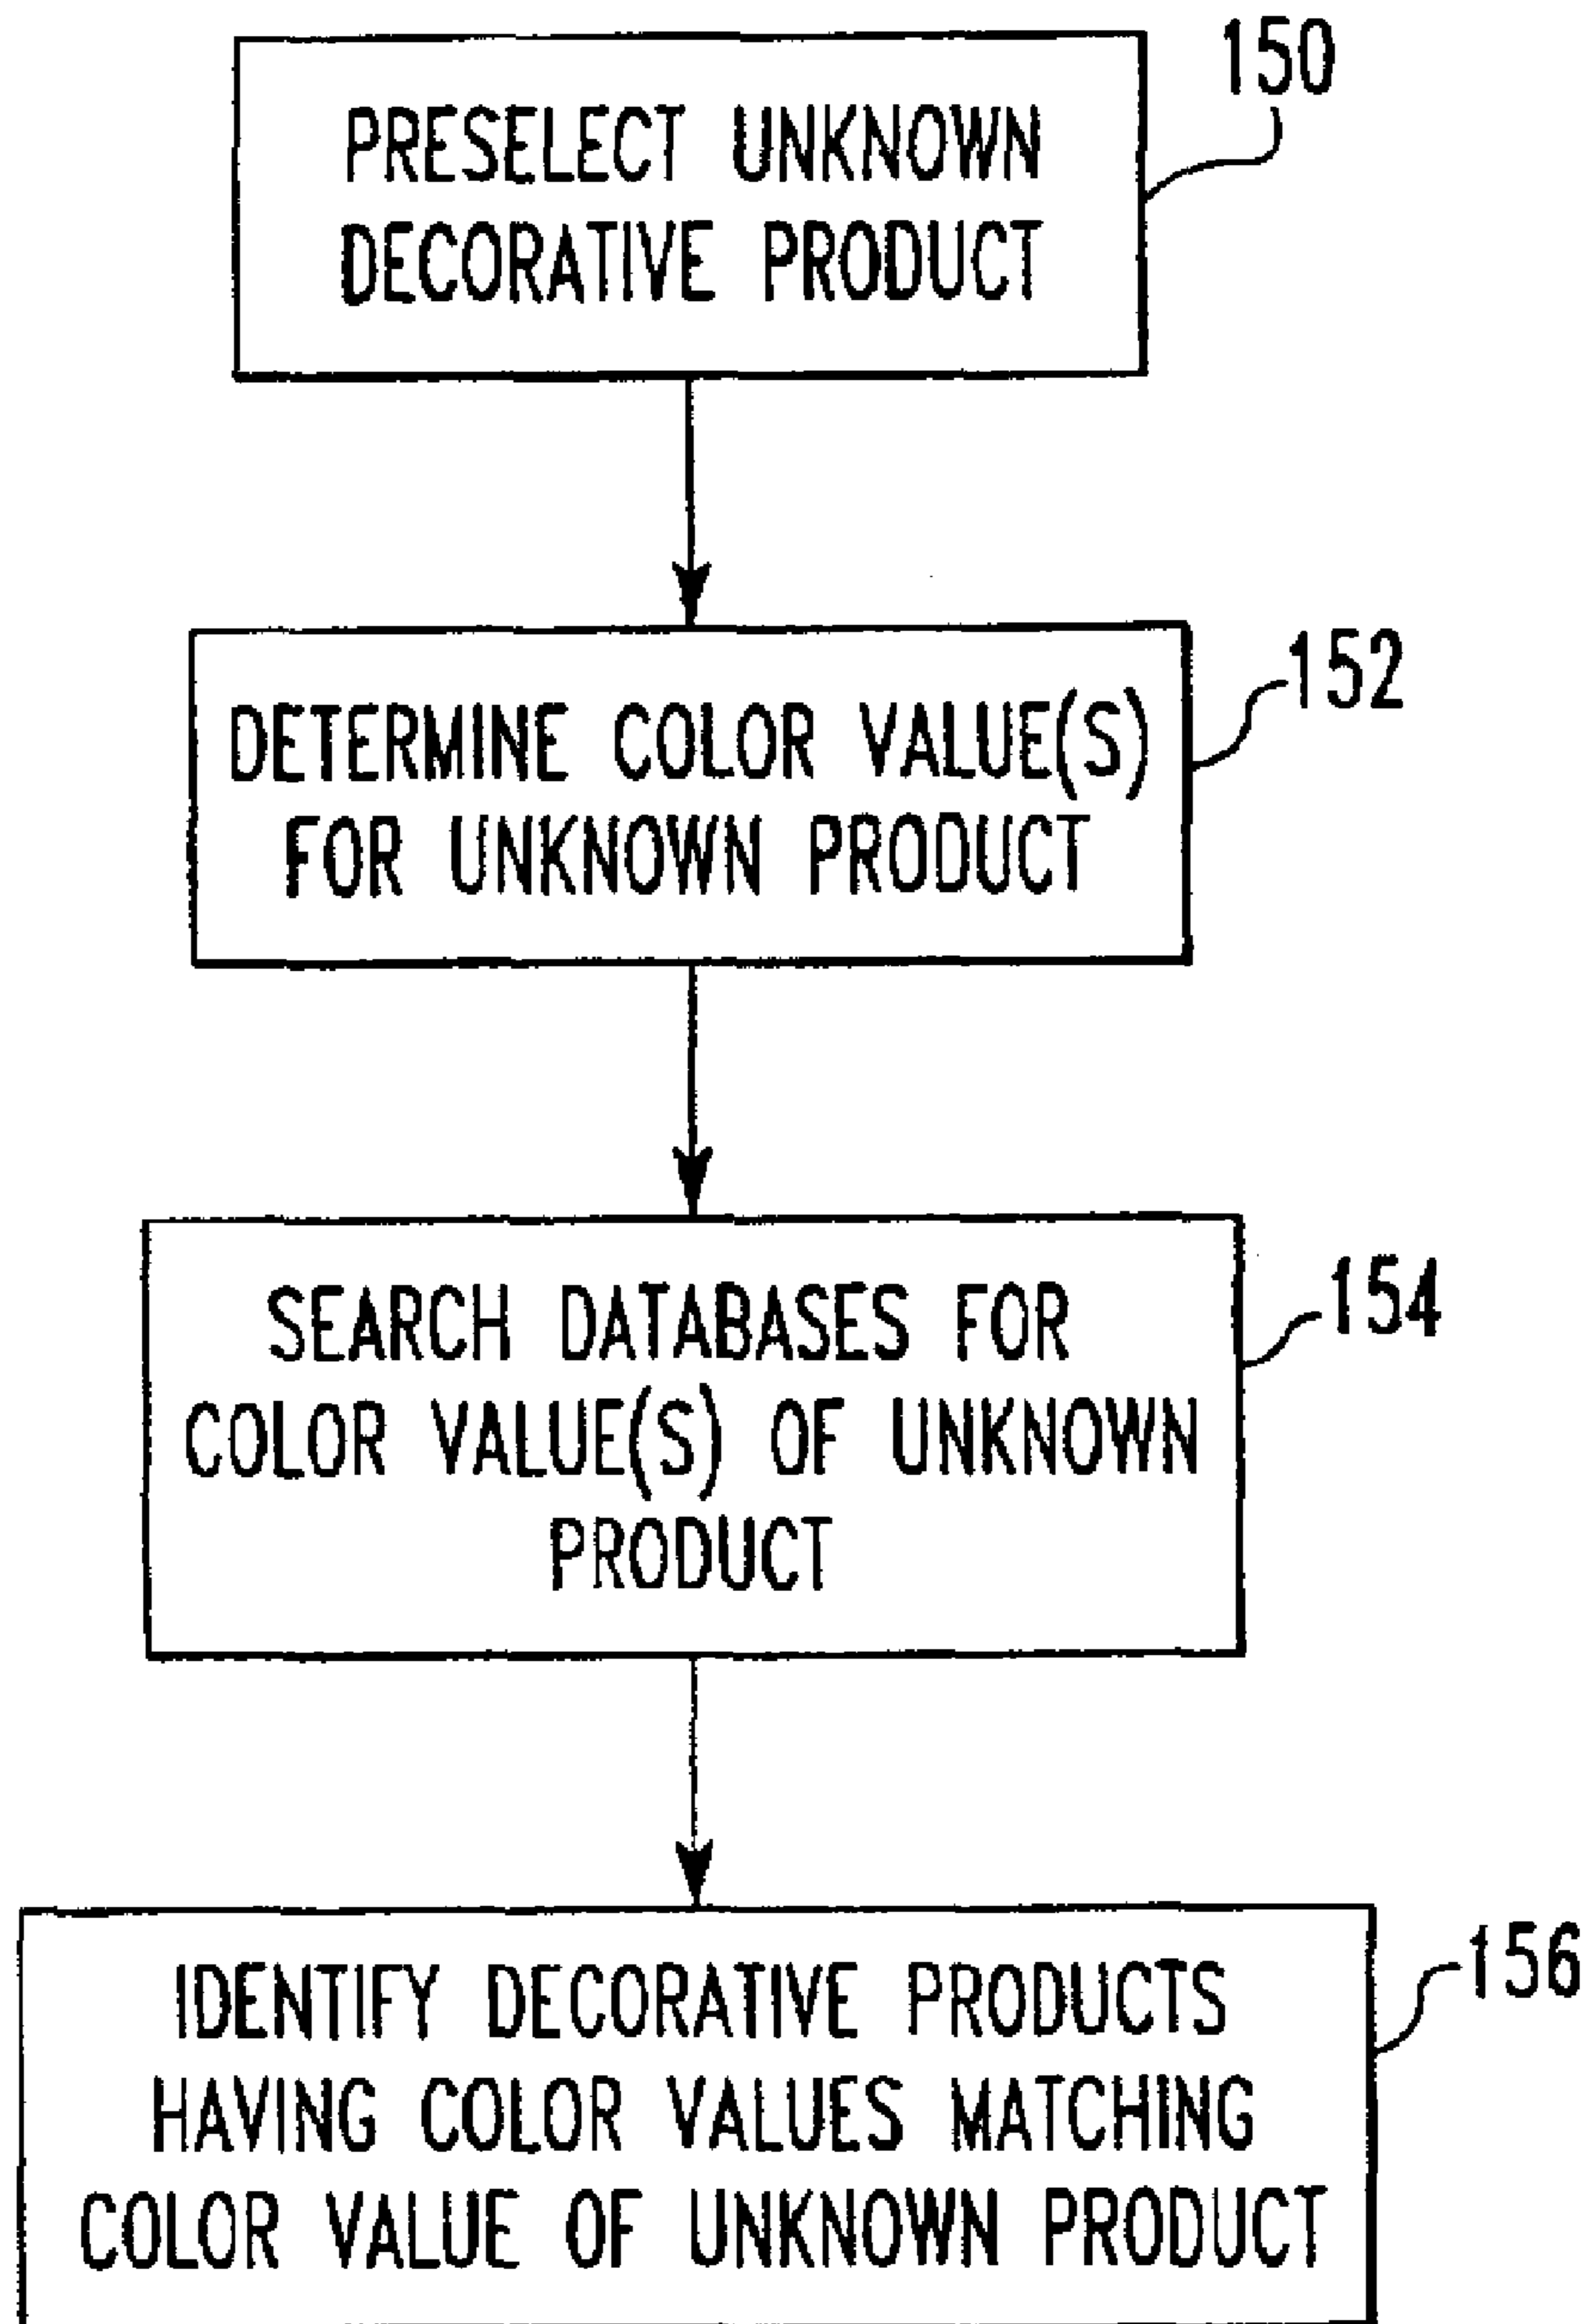 150
PRESELECT UNKNOWN
DECORATIVE PRODUCT
152
DETERMINE COLOR VALUE(S)
FOR UNKNOWN PRODUCT
154
SEARCH DATABASES FOR
COLOR VALUE(S) OF UNKNOWN
PRODUCT
156
IDENTIFY DECORATIVE PRODUCTS
HAVING COLOR VALUES MATCHING
COLOR VALUE OF UNKNOWN PRODUCT